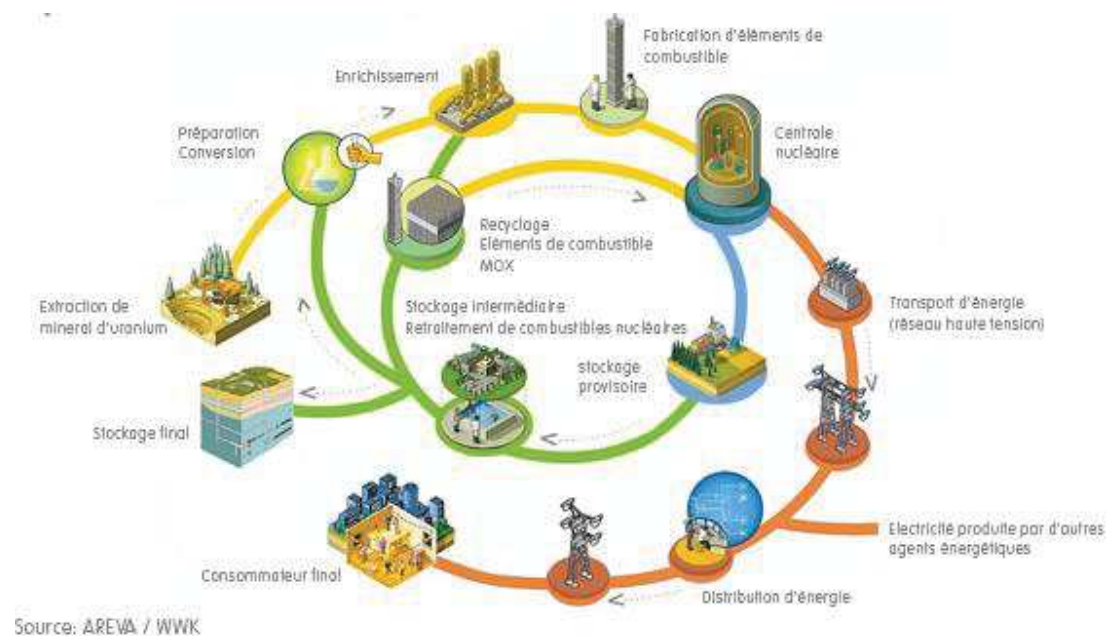 Fabrication d'éléments de
combustible
Enrichissement
Préparation
Conversion
Centrale
nucléaire
Recyclage
Eléments de combustible
MOX
Extraction de
mineral d'uranium
Stockage intermédiaire
Retraitement de combustibles nucléaires
Transport d'énergie
(réseau haute tension)
stockage
provisoire
Stockage final
Electricité produite par d'autres
agents énergétiques
Consommateur final
Distribution d'énergie
Source: AREVA / WWK